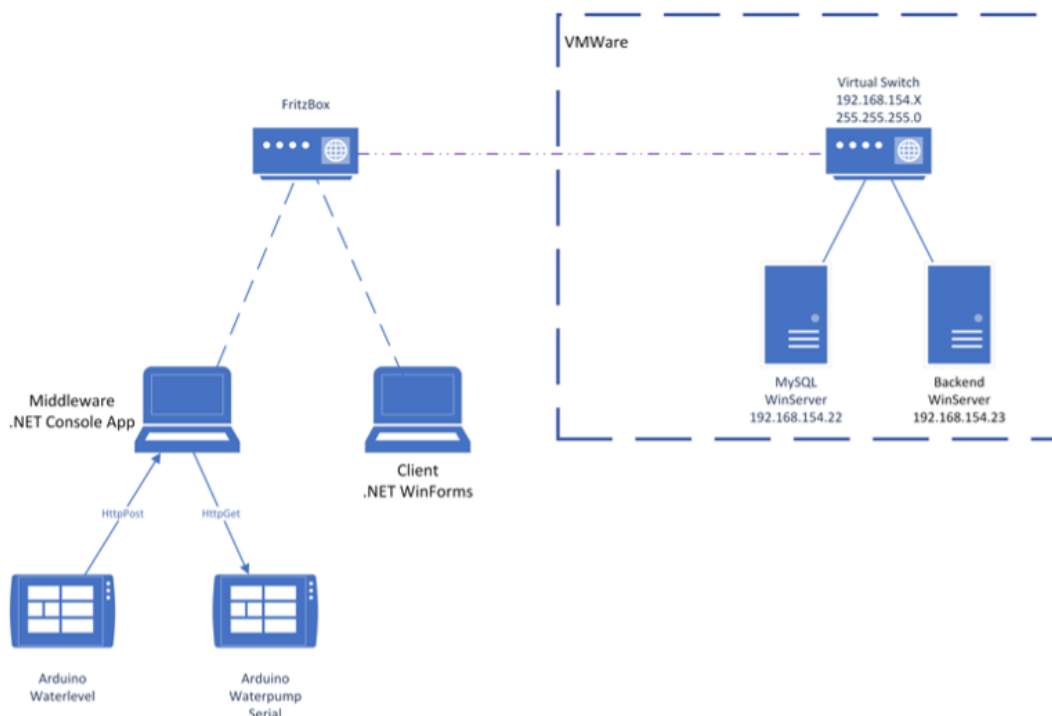 VMWare
Virtual Switch
192.168.154.X
255.255.255.0
FritzBox
MySQL
WinServer
192.168.154.22
Backend
WinServer
192.168.154.23
Middleware
.NET Console App
Client
.NET WinForms
HttpPost
HttpGet
Arduino
Waterlevel
Arduino
Waterpump
Serial